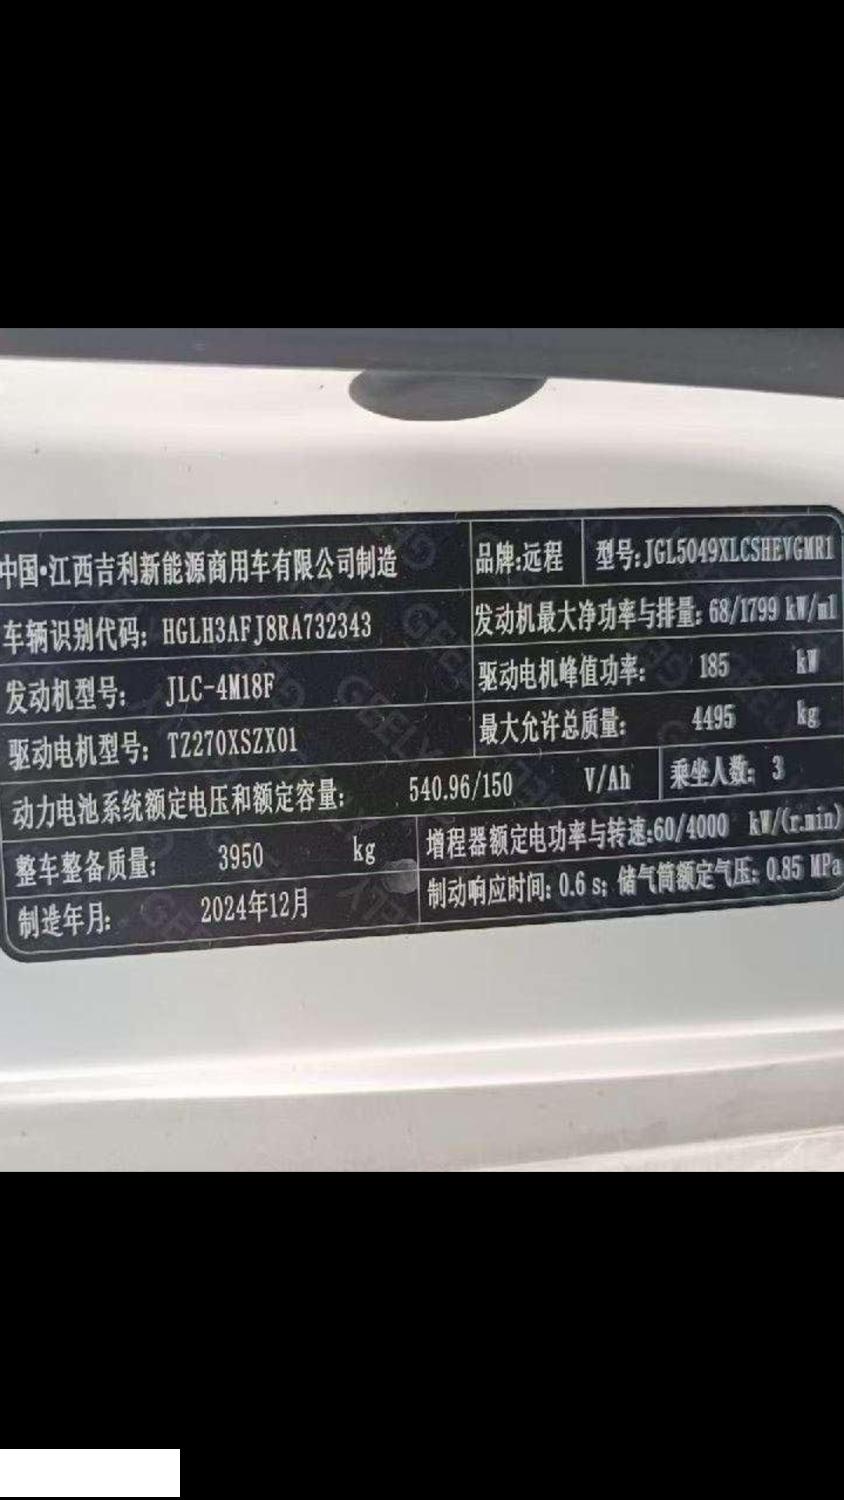 中国·江西吉利新能源商用车有限公司制造
品牌:远程
型号:JGL5049XLCSHEVGMR1
车辆识别代码: HGLH3AFJ8RA732343
发动机最大净功率与排量: 68/1799 kW/ml
发动机型号: JLC-4M18F
驱动电机峰值功率: 185 kW
驱动电机型号: TZ270XSZX01
最大允许总质量: 4495 kg
动力电池系统额定电压和额定容量: 540.96/150 V/Ah
乘坐人数: 3
整车整备质量: 3950 kg
增程器额定电功率与转速:60/4000 kW/(r.min)
制造年月: 2024年12月
制动响应时间: 0.6 s; 储气筒额定气压: 0.85 MPa